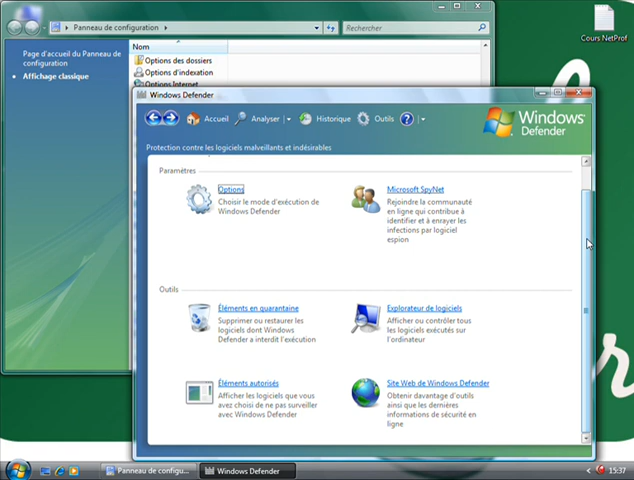 Panneau de configuration
Rechercher
Cours NetProf
Page d'accueil du Panneau de
configuration
Affichage classique
Nom
Options des dossiers
Options d'indexation
Options Internet
Windows Defender
Accueil
Analyser
Historique
Outils
Windows
Defender
Protection contre les logiciels malveillants et indésirables
Paramètres
Options
Choisir le mode d'exécution de
Windows Defender
Microsoft SpyNet
Rejoindre la communauté
en ligne qui contribue à
identifier et à enrayer les
infections par logiciel
espion
Outils
Éléments en quarantaine
Supprimer ou restaurer les
logiciels dont Windows
Defender a interdit l'exécution
Explorateur de logiciels
Afficher ou contrôler tous
les logiciels exécutés sur
l'ordinateur
Éléments autorisés
Afficher les logiciels que vous
avez choisi de ne pas surveiller
avec Windows Defender
Site Web de Windows Defender
Obtenir davantage d'outils
ainsi que les dernières
informations de sécurité en
ligne
Panneau de configu...
Windows Defender
15:37